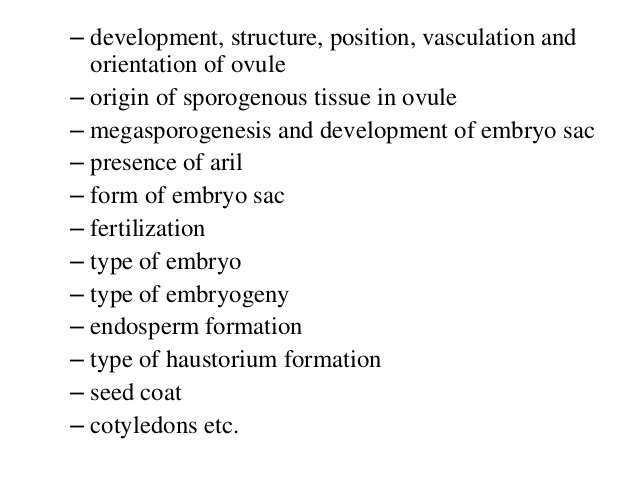 – development, structure, position, vasculation and
orientation of ovule
– origin of sporogenous tissue in ovule
– megasporogenesis and development of embryo sac
– presence of aril
– form of embryo sac
– fertilization
– type of embryo
– type of embryogeny
– endosperm formation
– type of haustorium formation
– seed coat
– cotyledons etc.